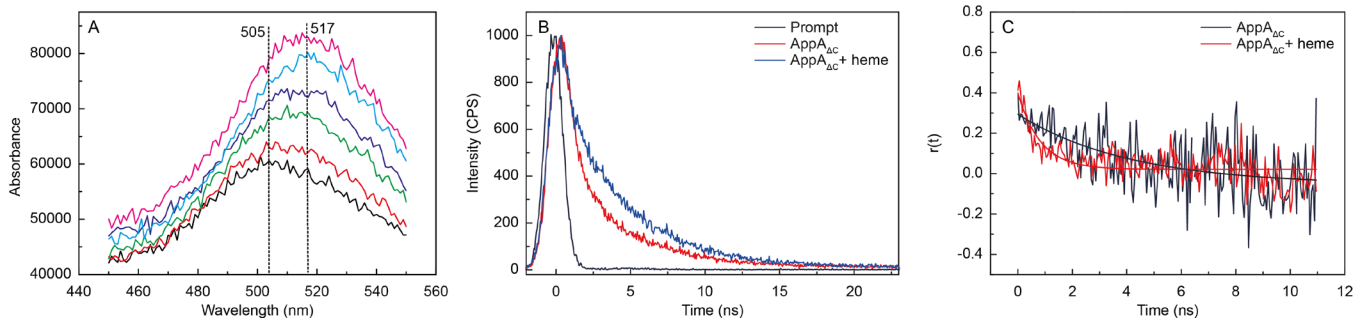 A
505
517
Absorbance
80000
70000
60000
50000
40000
440 460 480 500 520 540 560
Wavelength (nm)
B
Prompt
AppAΔC
AppAΔC+ heme
Intensity (CPS)
1000
800
600
400
200
0
0 5 10 15 20
Time (ns)
C
AppAΔC
AppAΔC+ heme
r(t)
0.8
0.6
0.4
0.2
0.0
-0.2
-0.4
0 2 4 6 8 10 12
Time (ns)